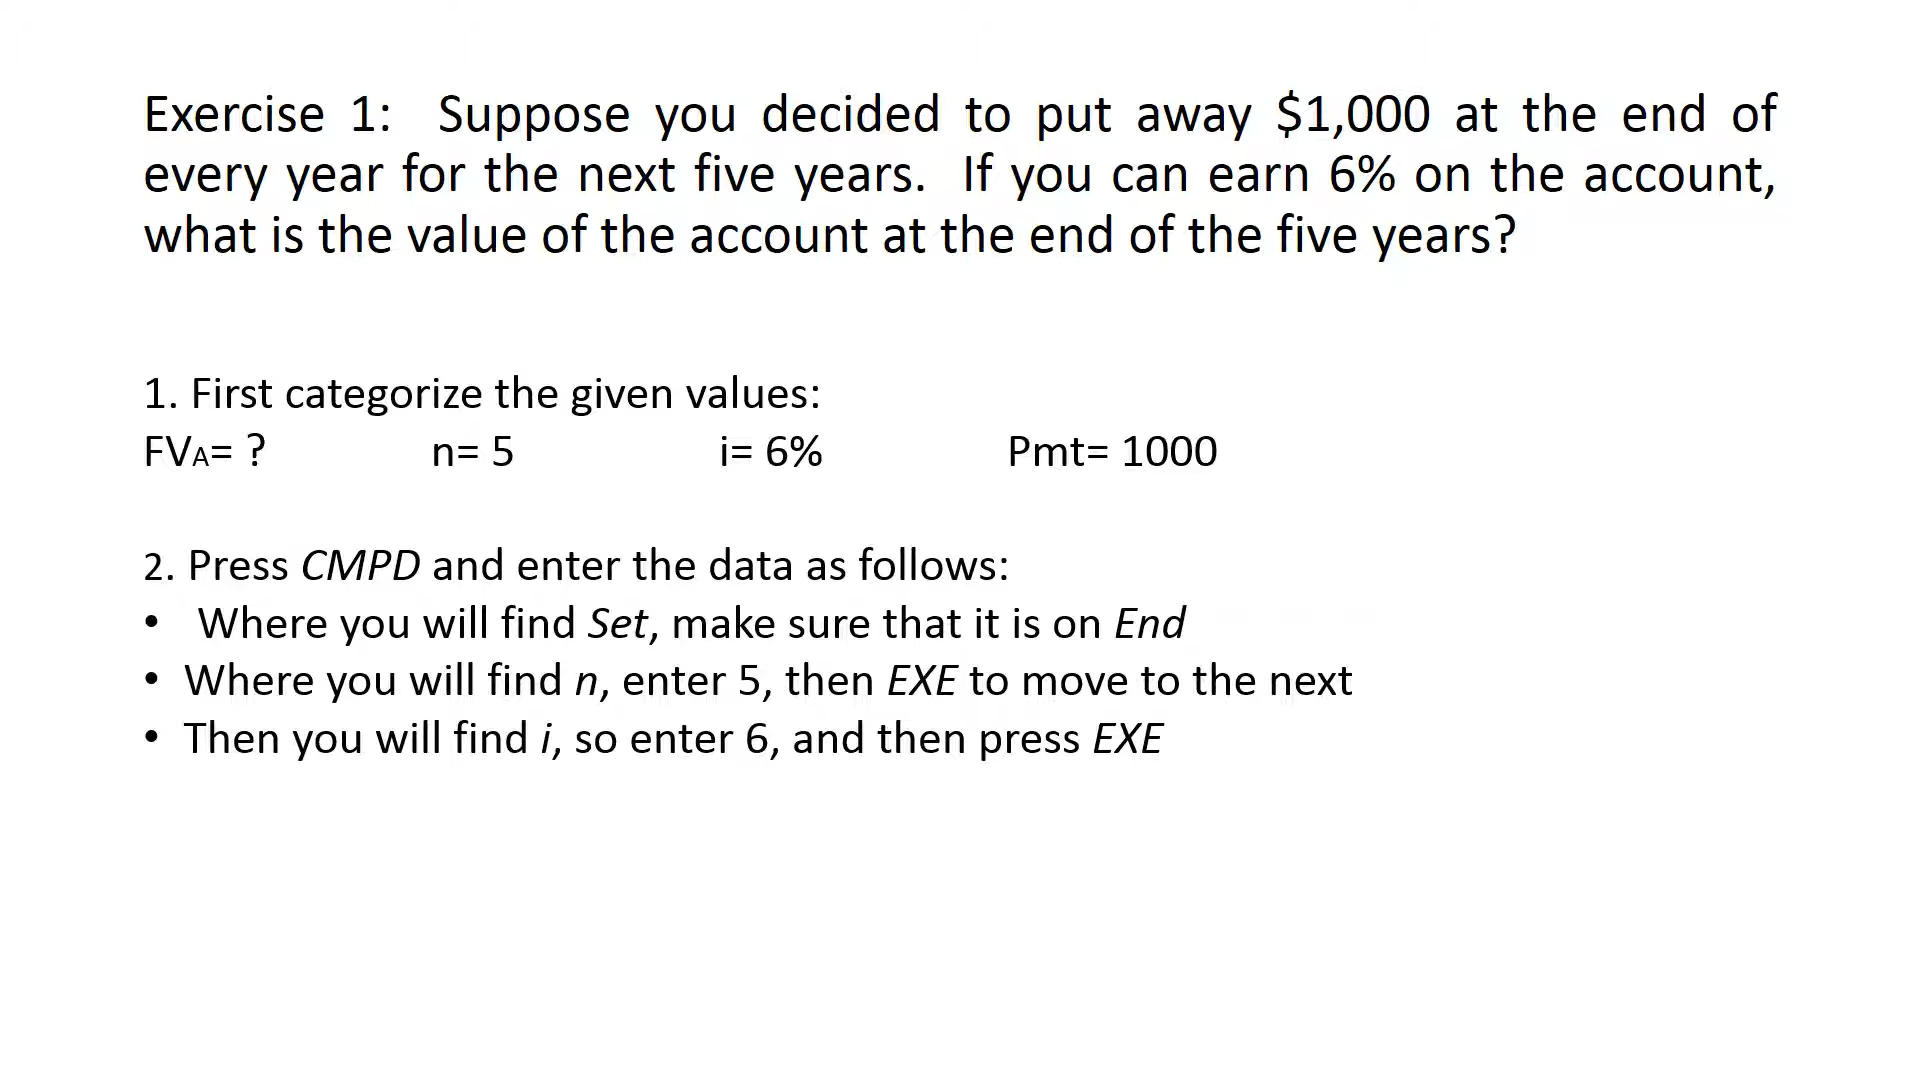 Exercise 1: Suppose you decided to put away $1,000 at the end of
every year for the next five years. If you can earn 6% on the account,
what is the value of the account at the end of the five years?
1. First categorize the given values:
FVA= ? n= 5 i= 6% Pmt= 1000
2. Press CMPD and enter the data as follows:
• Where you will find Set, make sure that it is on End
• Where you will find n, enter 5, then EXE to move to the next
• Then you will find i, so enter 6, and then press EXE